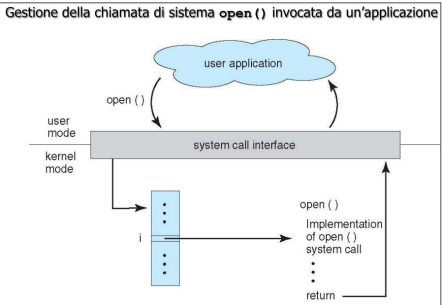 Gestione della chiamata di sistema open() invocata da un'applicazione
user application
open ( )
user
mode
system call interface
kernel
mode
i
open ( )
Implementation
of open ( )
system call
return